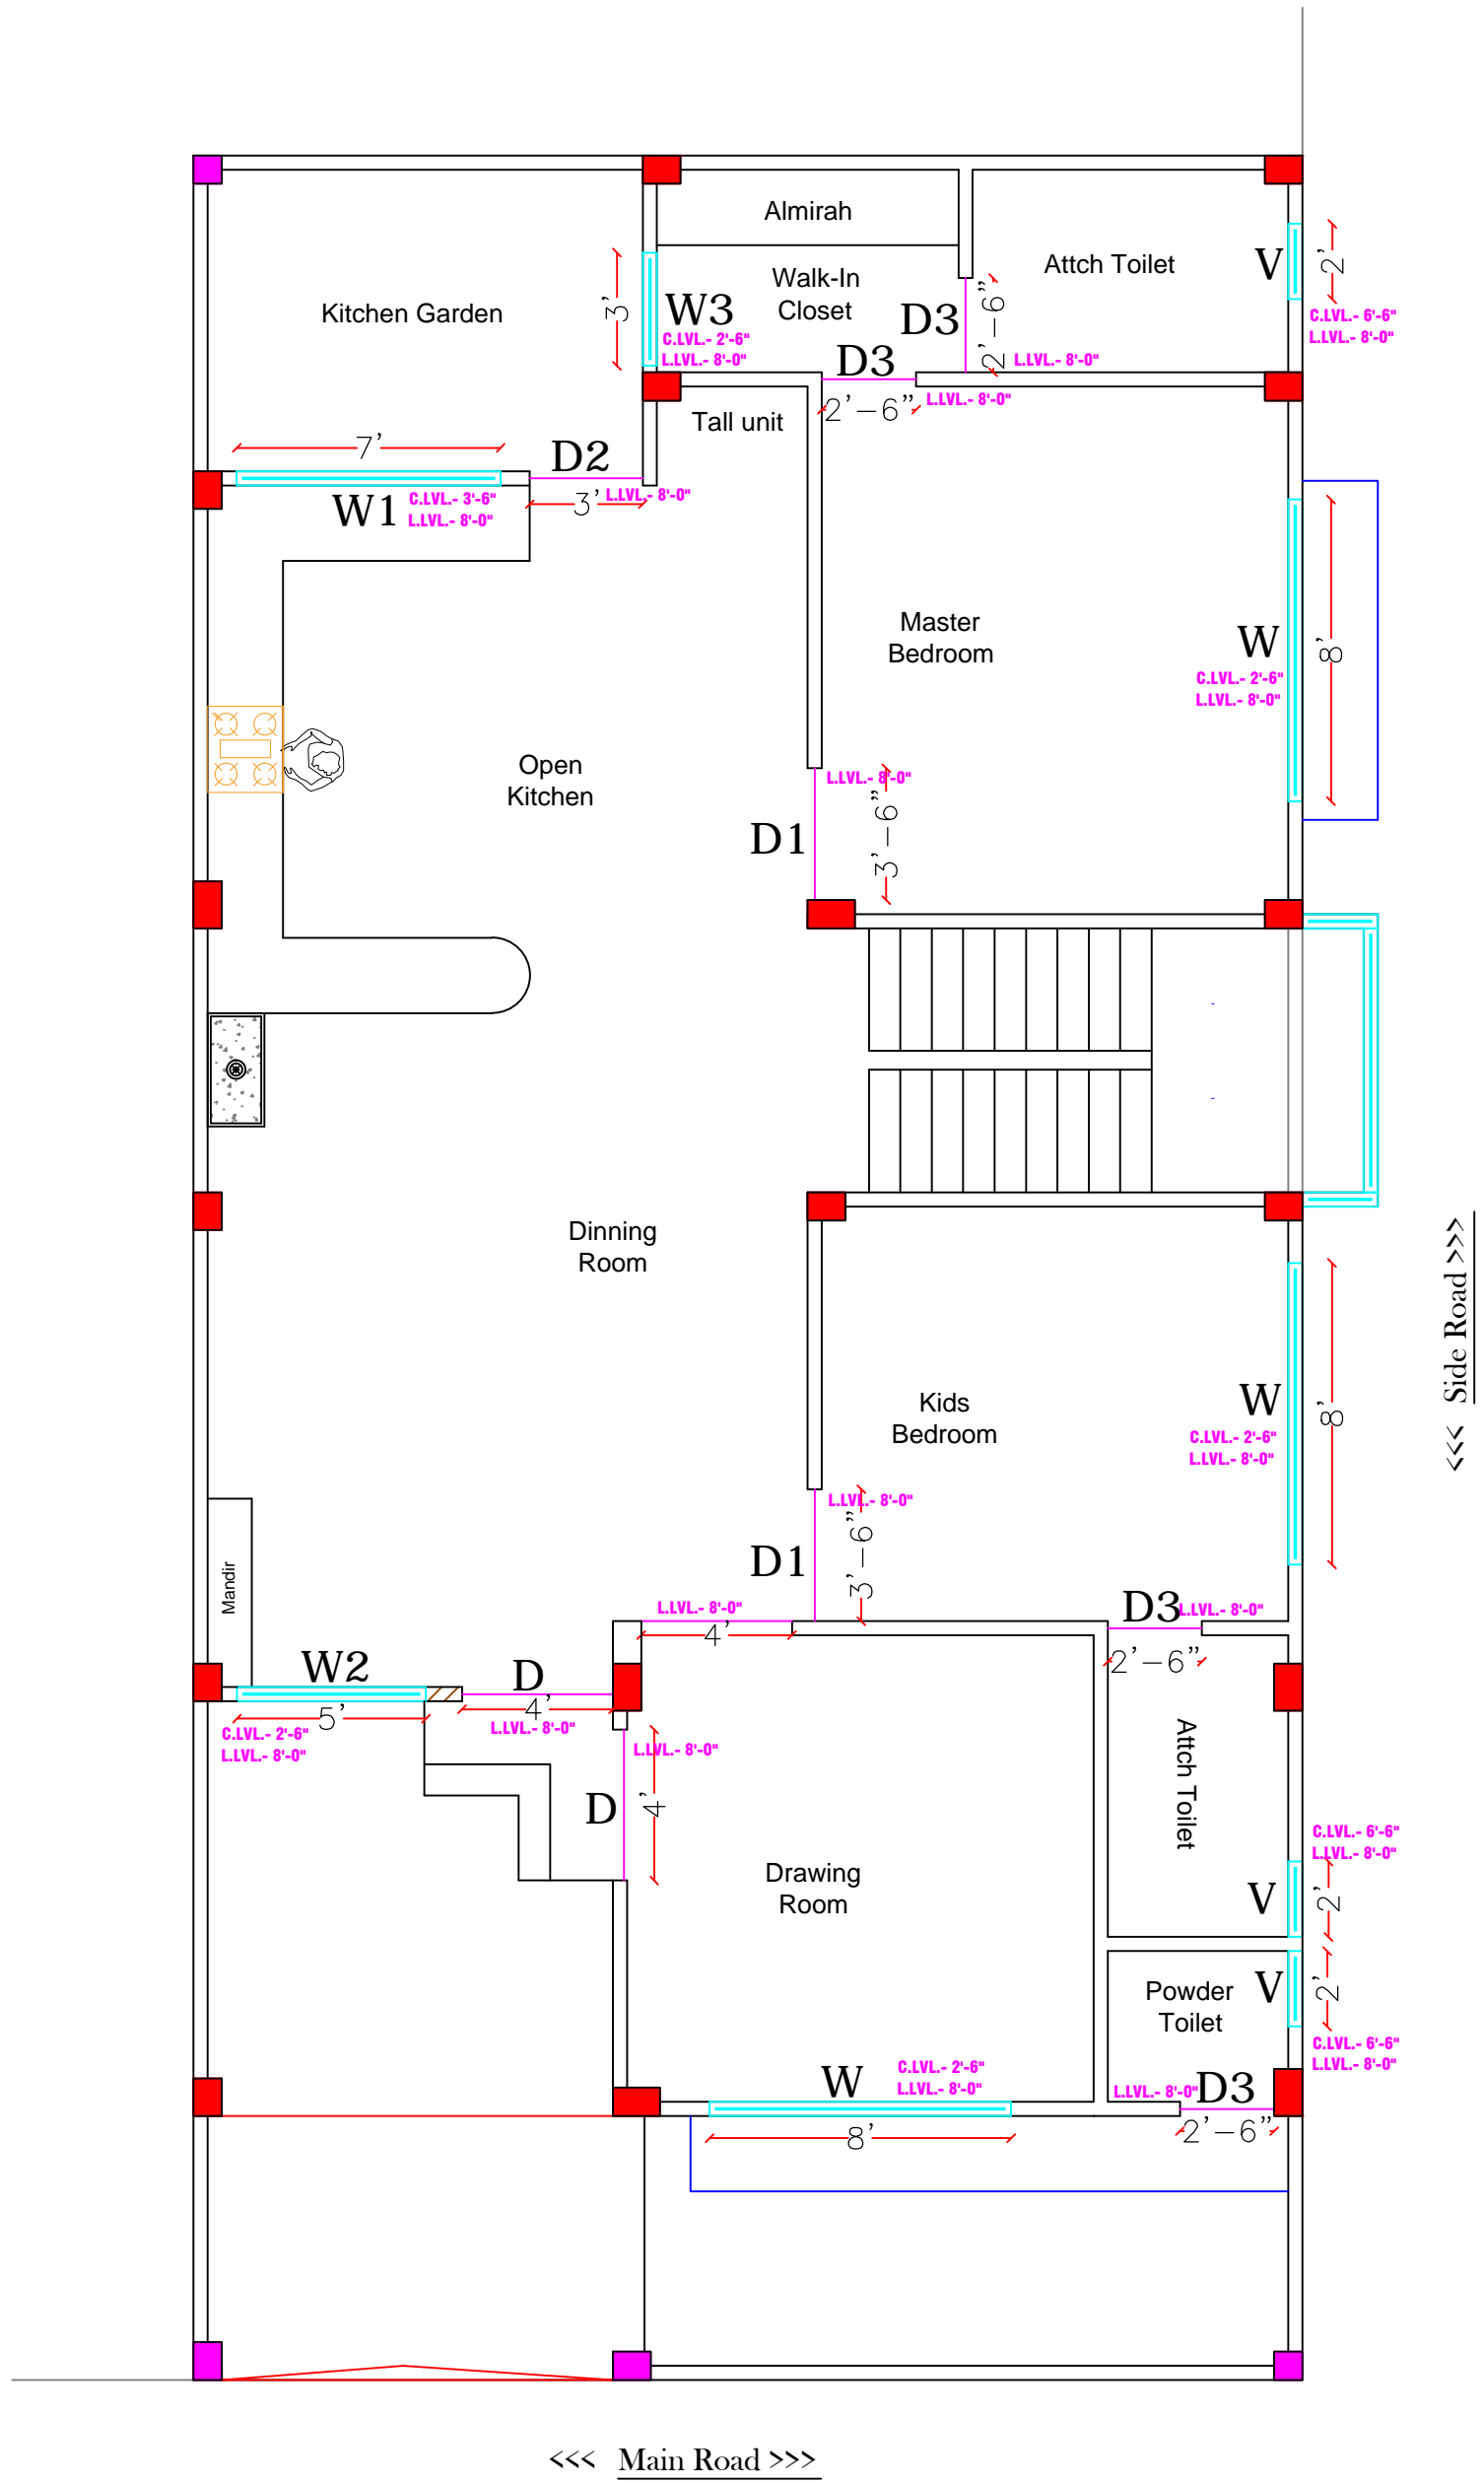 Almirah
Attch Toilet
V
2'
C.LVL.- 6'-6"
L.LVL.- 8'-0"
Kitchen Garden
3'
W3
C.LVL.- 2'-6"
L.LVL.- 8'-0"
Walk-In
Closet
D3
2'-6"
L.LVL.- 8'-0"
D3
2'-6"
L.LVL.- 8'-0"
Tall unit
7'
D2
L.LVL.- 8'-0"
3'
W1
C.LVL.- 3'-6"
L.LVL.- 8'-0"
Master
Bedroom
W
C.LVL.- 2'-6"
L.LVL.- 8'-0"
8'
Open
Kitchen
L.LVL.- 8'-0"
D1
3'-6"
Dinning
Room
<<< Side Road >>>
Kids
Bedroom
W
C.LVL.- 2'-6"
L.LVL.- 8'-0"
8'
L.LVL.- 8'-0"
D1
3'-6"
Mandir
L.LVL.- 8'-0"
4'
D3
L.LVL.- 8'-0"
2'-6"
W2
5'
C.LVL.- 2'-6"
L.LVL.- 8'-0"
D
4'
L.LVL.- 8'-0"
L.LVL.- 8'-0"
D
4'
Attch Toilet
Drawing
Room
C.LVL.- 6'-6"
L.LVL.- 8'-0"
V
2'
Powder
Toilet
V
2'
C.LVL.- 6'-6"
L.LVL.- 8'-0"
W
C.LVL.- 2'-6"
L.LVL.- 8'-0"
8'
L.LVL.- 8'-0"
D3
2'-6"
<<< Main Road >>>